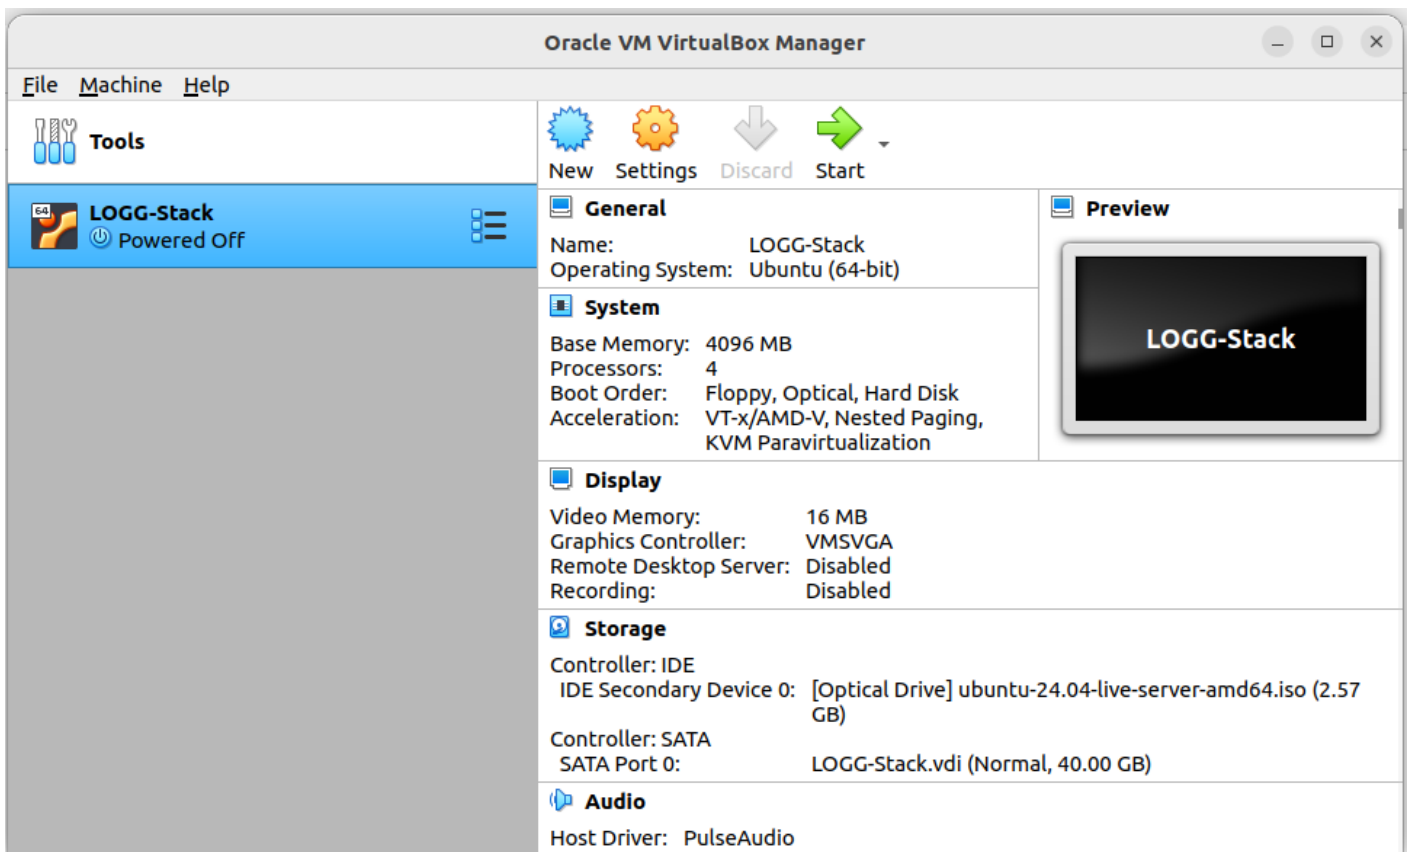 Oracle VM VirtualBox Manager
File Machine Help
Tools
64
LOGG-Stack
Powered Off
New Settings Discard Start
General
Name: LOGG-Stack
Operating System: Ubuntu (64-bit)
Preview
LOGG-Stack
System
Base Memory: 4096 MB
Processors: 4
Boot Order: Floppy, Optical, Hard Disk
Acceleration: VT-x/AMD-V, Nested Paging,
KVM Paravirtualization
Display
Video Memory: 16 MB
Graphics Controller: VMSVGA
Remote Desktop Server: Disabled
Recording: Disabled
Storage
Controller: IDE
IDE Secondary Device 0: [Optical Drive] ubuntu-24.04-live-server-amd64.iso (2.57
GB)
Controller: SATA
SATA Port 0: LOGG-Stack.vdi (Normal, 40.00 GB)
Audio
Host Driver: PulseAudio